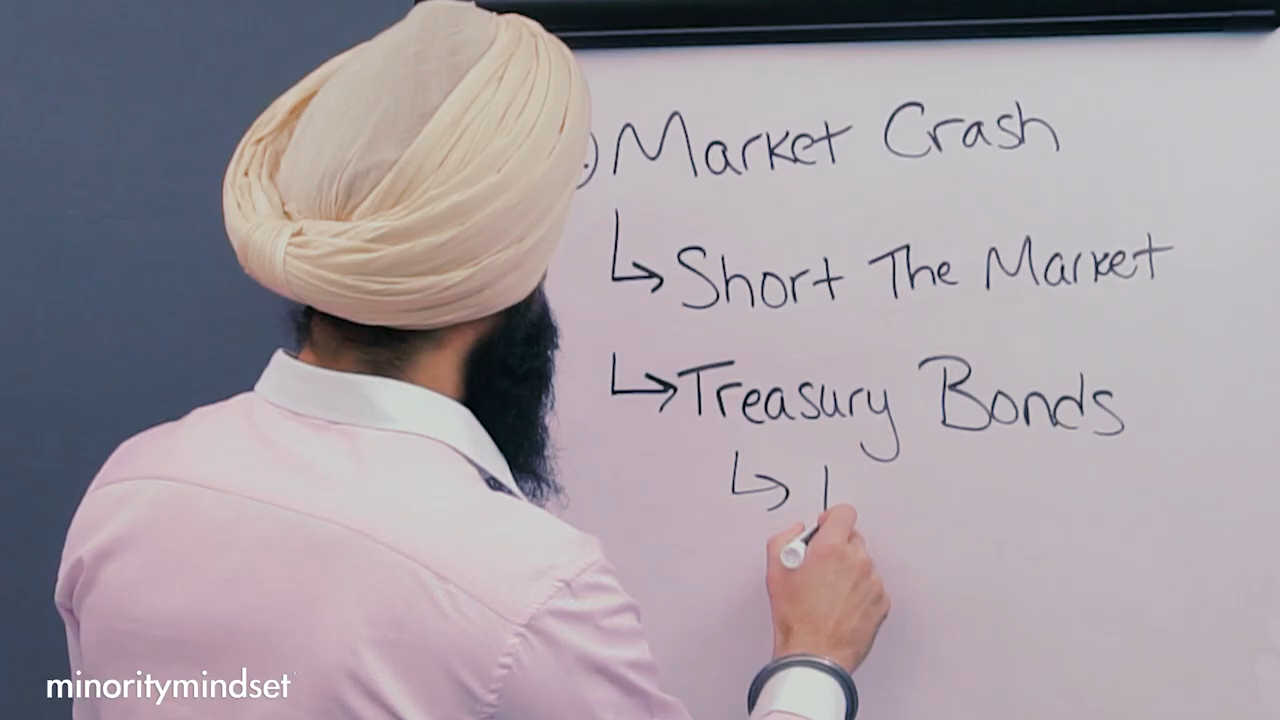 Market Crash
Short The Market
Treasury Bonds
minoritymindset